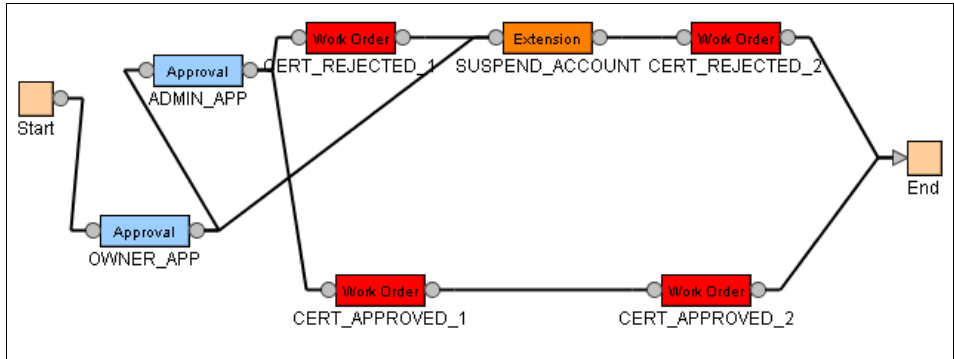 Work Order
CERT_REJECTED_1
Extension
SUSPEND_ACCOUNT
Work Order
CERT_REJECTED_2
Approval
ADMIN_APP
Start
End
Approval
OWNER_APP
Work Order
CERT_APPROVED_1
Work Order
CERT_APPROVED_2